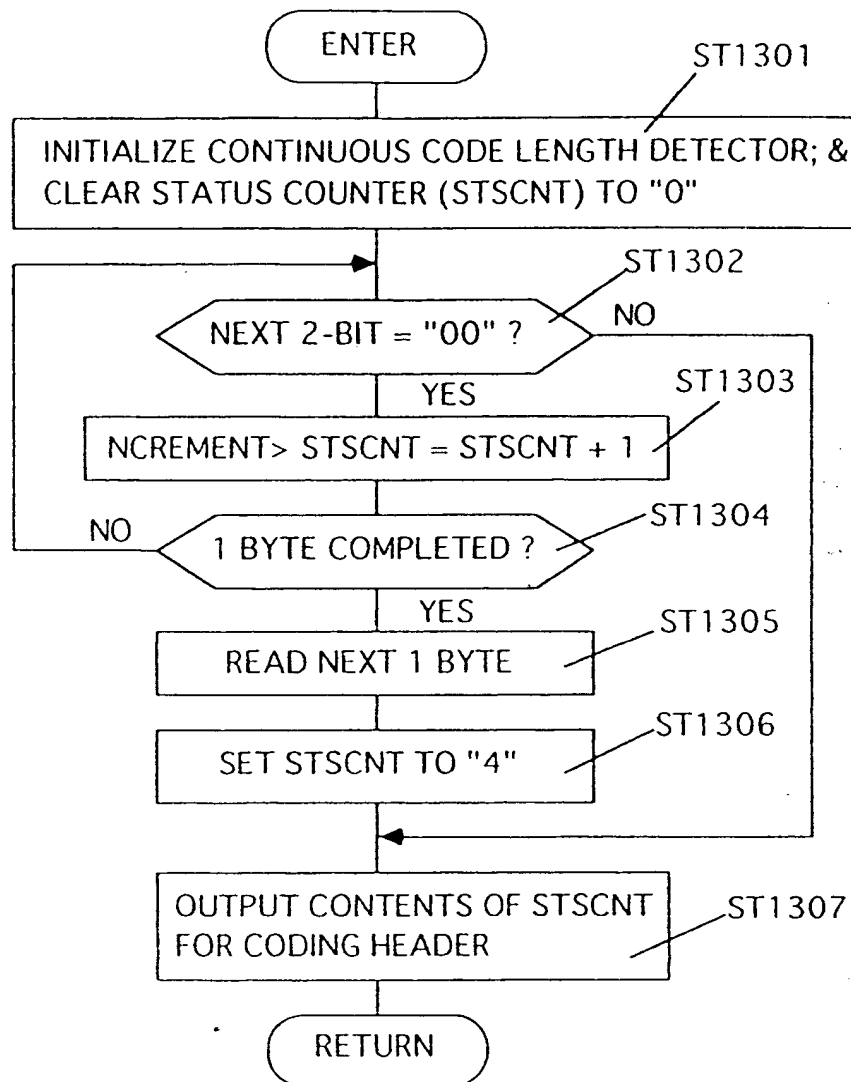 ENTER
ST1301
INITIALIZE CONTINUOUS CODE LENGTH DETECTOR; &
CLEAR STATUS COUNTER (STSCNT) TO "0"
ST1302
NEXT 2-BIT = "00" ?
NO
YES
ST1303
NCREMENT> STSCNT = STSCNT + 1
ST1304
NO
1 BYTE COMPLETED ?
YES
ST1305
READ NEXT 1 BYTE
ST1306
SET STSCNT TO "4"
OUTPUT CONTENTS OF STSCNT
FOR CODING HEADER
ST1307
RETURN